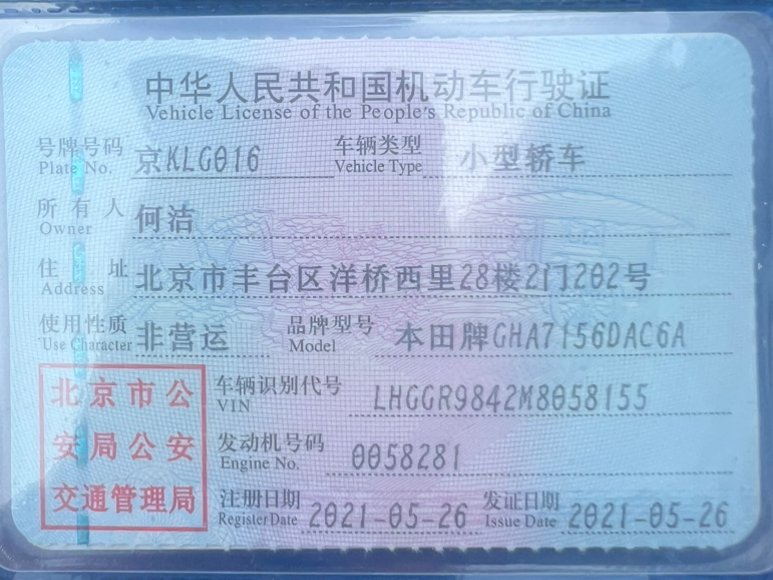 中华人民共和国机动车行驶证
Vehicle License of the People's Republic of China
号牌号码 京KLG016 车辆类型 小型轿车
Plate No. Vehicle Type
所有人 何洁
Owner
住址 北京市丰台区洋桥西里28楼2门202号
Address
使用性质 非营运 品牌型号 本田牌GHA7156DAC6A
Use Character Model
北京市公
安局公安
交通管理局
车辆识别代号 LHGGR9842M8058155
VIN
发动机号码 0058281
Engine No.
注册日期 2021-05-26 发证日期 2021-05-26
Register Date Issue Date